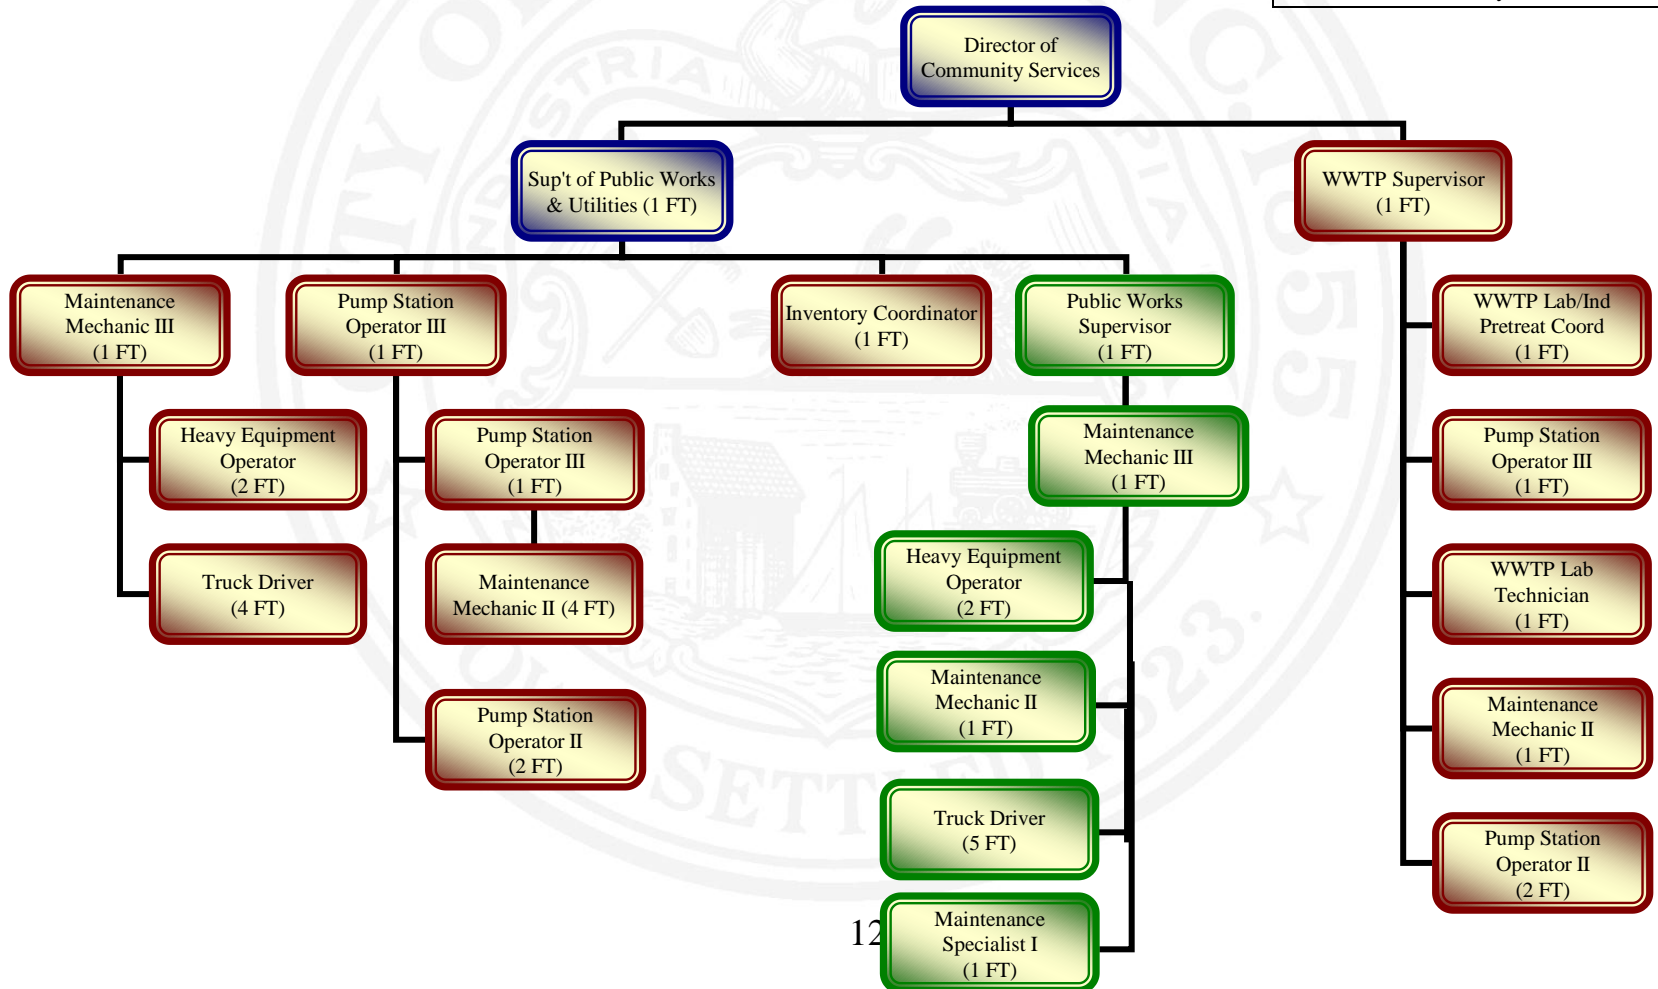 Director of
Community Services
Sup't of Public Works
& Utilities (1 FT)
WWTP Supervisor
(1 FT)
Maintenance
Mechanic III
(1 FT)
Pump Station
Operator III
(1 FT)
Inventory Coordinator
(1 FT)
Public Works
Supervisor
(1 FT)
WWTP Lab/Ind
Pretreat Coord
(1 FT)
Heavy Equipment
Operator
(2 FT)
Pump Station
Operator III
(1 FT)
Maintenance
Mechanic III
(1 FT)
Pump Station
Operator III
(1 FT)
Truck Driver
(4 FT)
Maintenance
Mechanic II (4 FT)
Heavy Equipment
Operator
(2 FT)
WWTP Lab
Technician
(1 FT)
Pump Station
Operator II
(2 FT)
Maintenance
Mechanic II
(1 FT)
Maintenance
Mechanic II
(1 FT)
Truck Driver
(5 FT)
Pump Station
Operator II
(2 FT)
Maintenance
Specialist I
(1 FT)
12
SETTLED 1823.